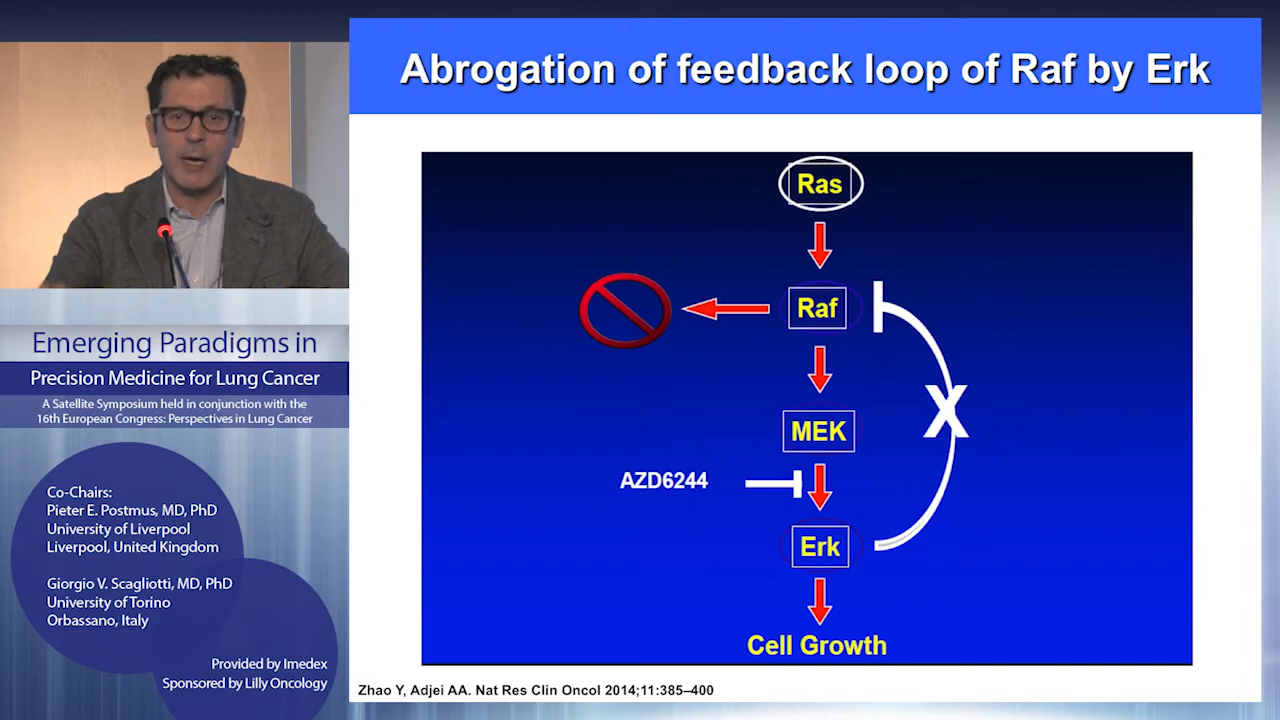 Abrogation of feedback loop of Raf by Erk
Ras
Raf
X
MEK
AZD6244
Erk
Cell Growth
Zhao Y, Adjei AA. Nat Res Clin Oncol 2014;11:385–400
Emerging Paradigms in
Precision Medicine for Lung Cancer
A Satellite Symposium held in conjunction with the
16th European Congress: Perspectives in Lung Cancer
Co-Chairs:
Pieter E. Postmus, MD, PhD
University of Liverpool
Liverpool, United Kingdom
Giorgio V. Scagliotti, MD, PhD
University of Torino
Orbassano, Italy
Provided by Imedex
Sponsored by Lilly Oncology